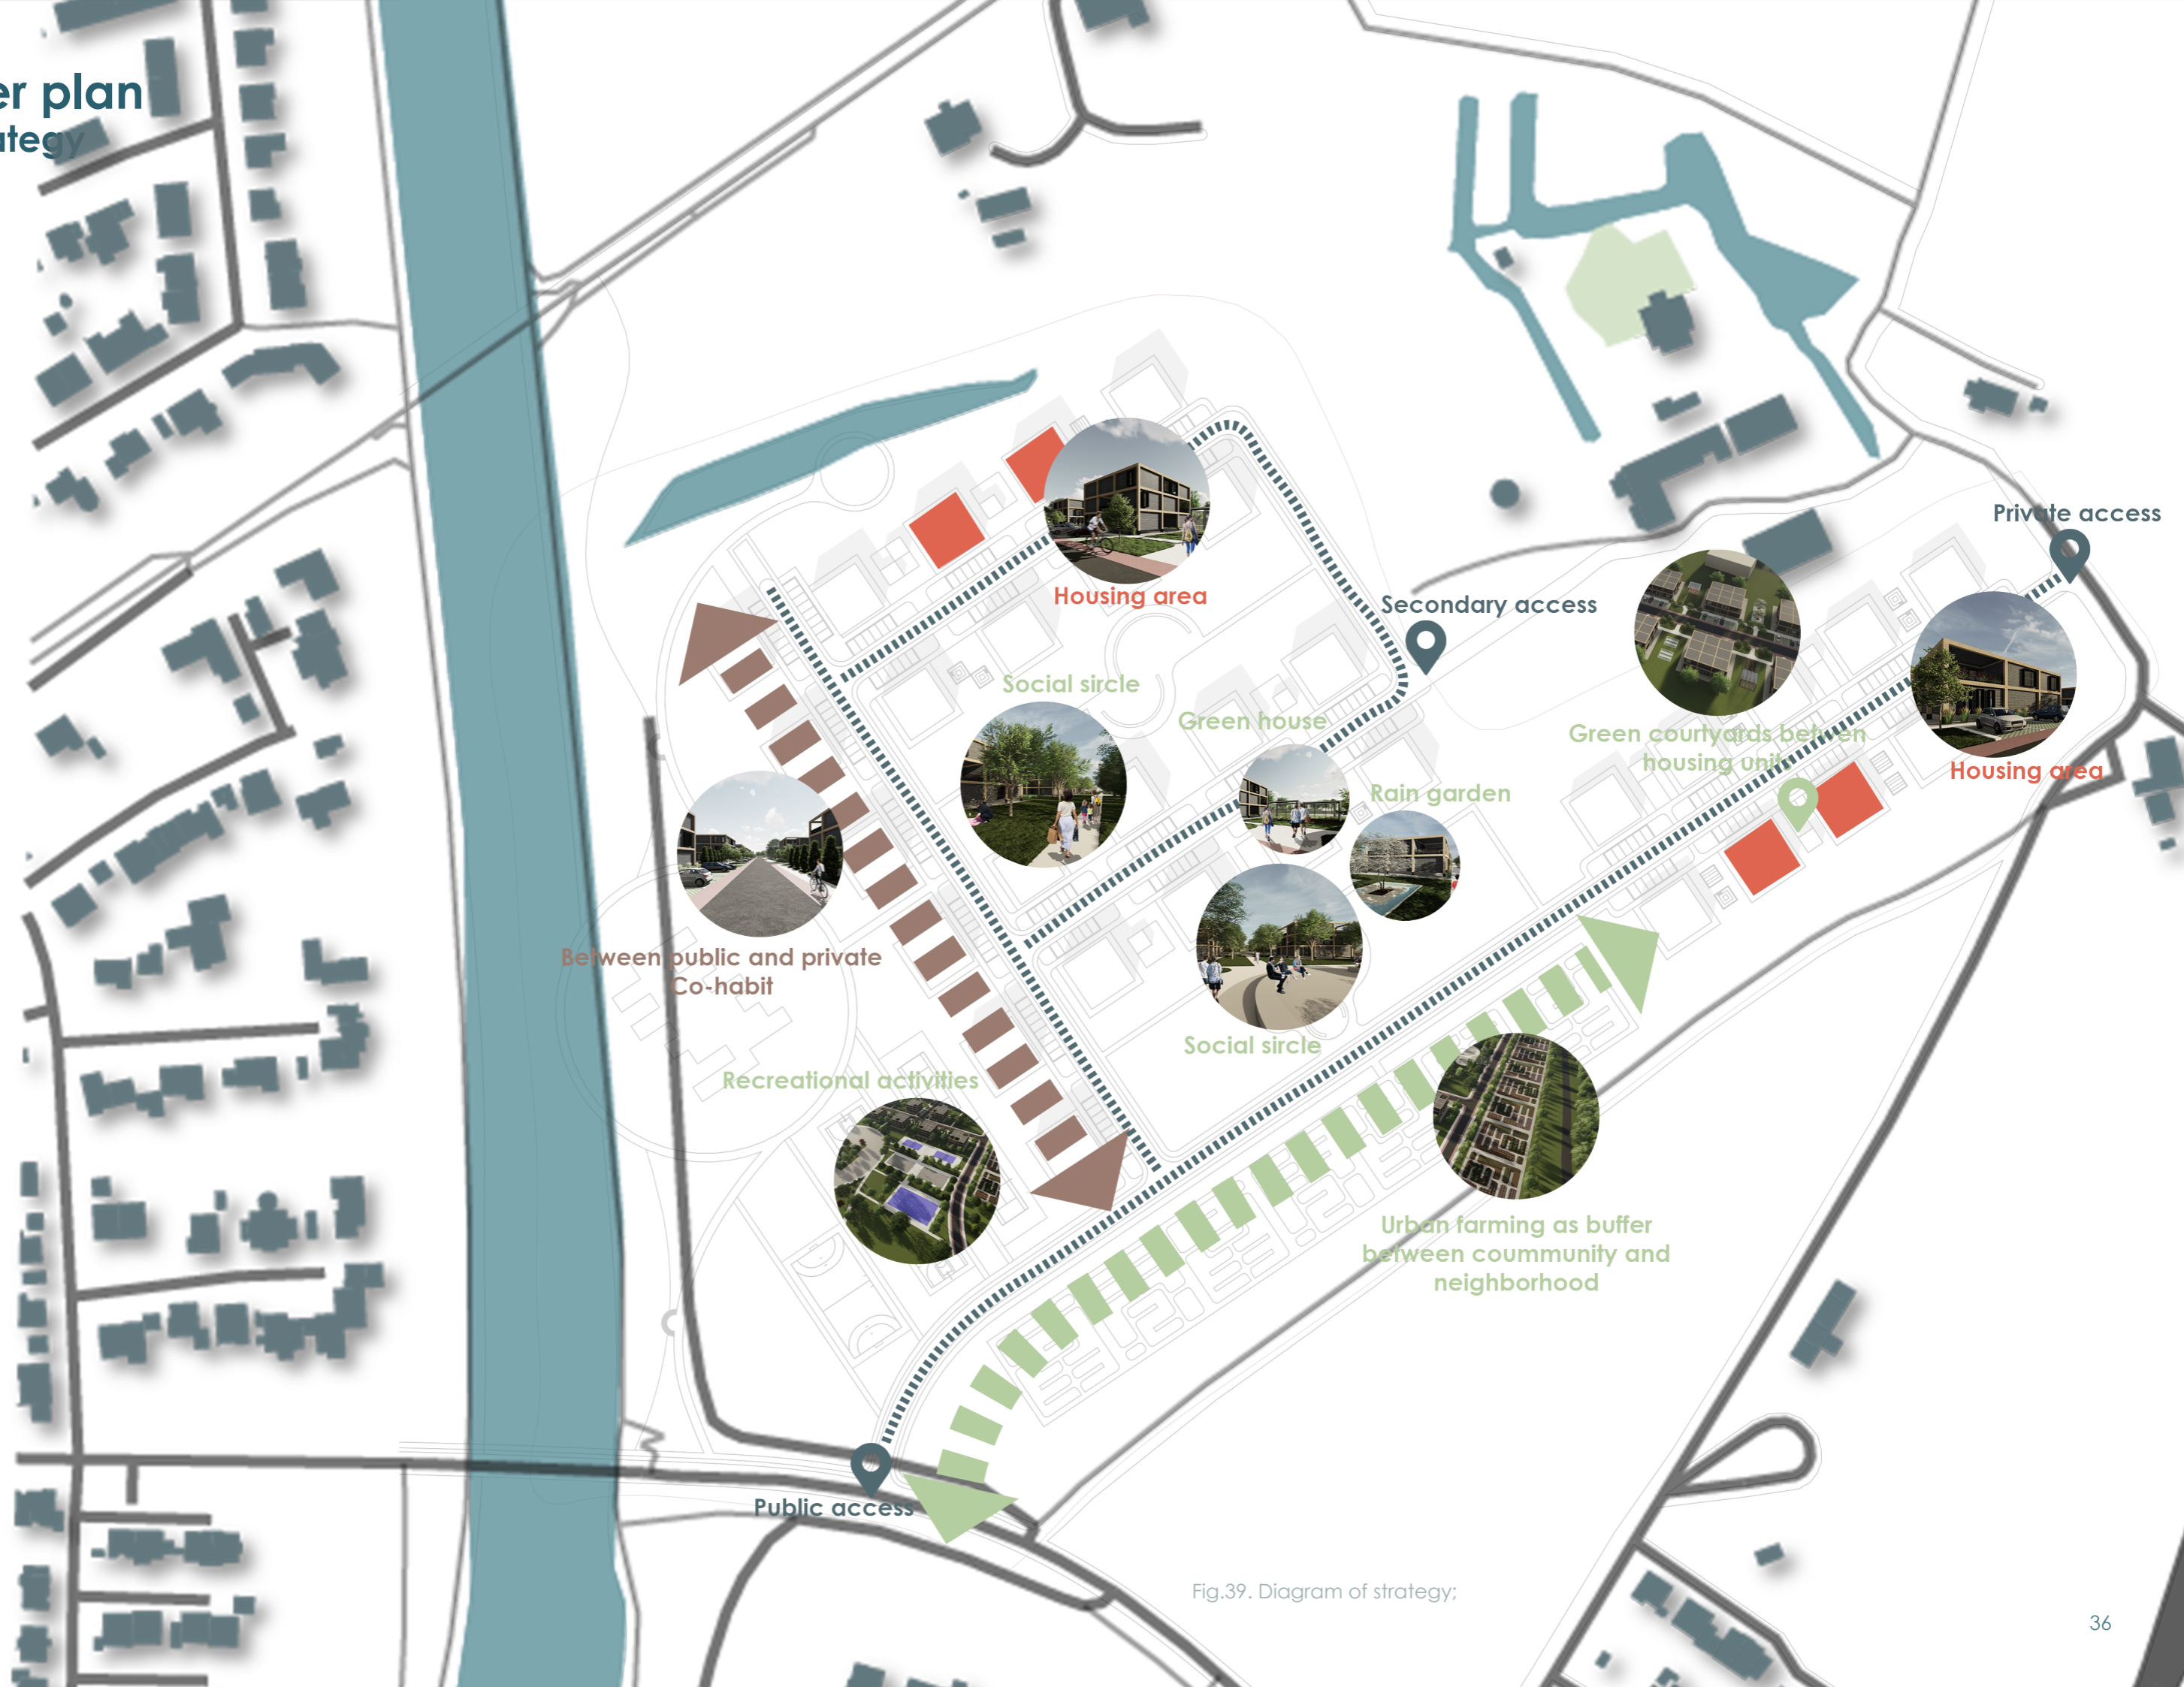 er plan
ategy
Private access
Housing area
Secondary access
Social sircle
Green house
Green courtyards between
housing units
Housing area
Rain garden
Between public and private
Co-habit
Social sircle
Recreational activities
Urban farming as buffer
between coummunity and
neighborhood
Public access
Fig.39. Diagram of strategy;
36